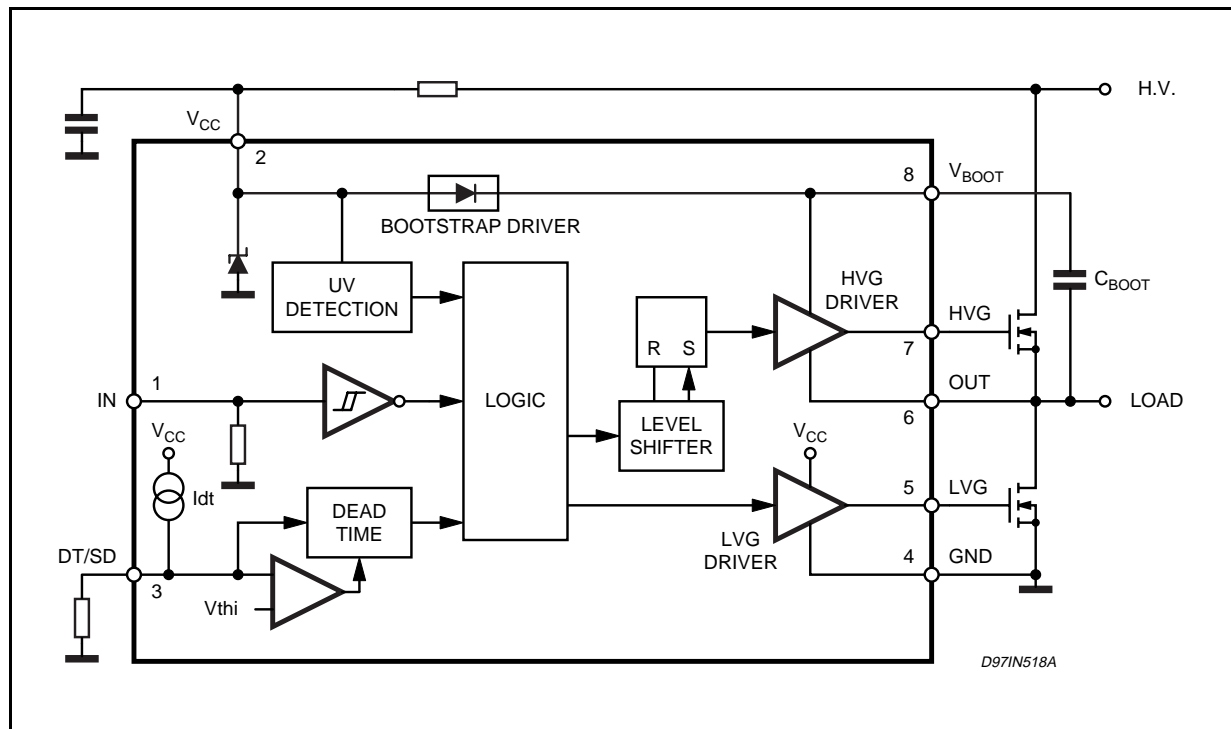 H.V.
VCC
2
8
VBOOT
BOOTSTRAP DRIVER
UV
DETECTION
HVG
DRIVER
CBOOT
R S
HVG
7
IN
1
LOGIC
OUT
6
LOAD
LEVEL
SHIFTER
VCC
VCC
Idt
DEAD
TIME
5
LVG
LVG
DRIVER
DT/SD
3
4
GND
Vthi
D97IN518A